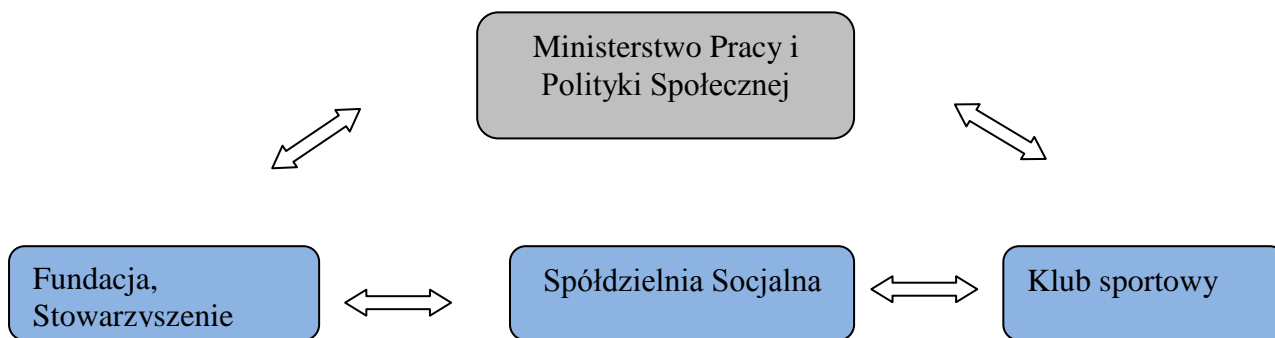 Ministerstwo Pracy i
Polityki Społecznej
Fundacja,
Stowarzyszenie
Spółdzielnia Socjalna
Klub sportowy